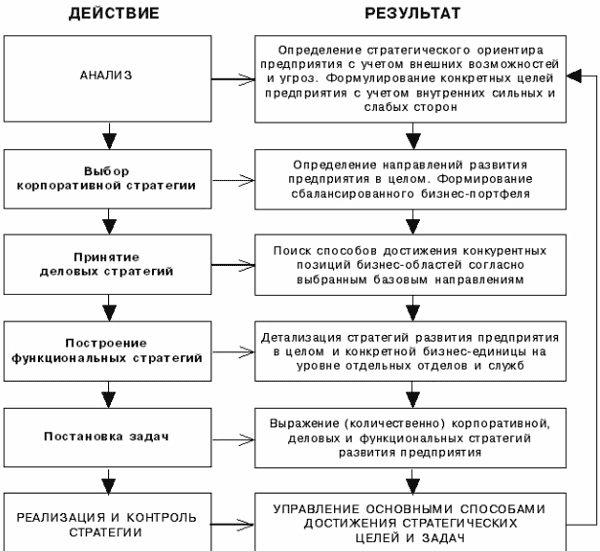 ДЕЙСТВИЕ
РЕЗУЛЬТАТ
АНАЛИЗ
Определение стратегического ориентира
предприятия с учетом внешних возможностей
и угроз. Формулирование конкретных целей
предприятия с учетом внутренних сильных и
слабых сторон
Выбор
корпоративной стратегии
Определение направлений развития
предприятия в целом. Формирование
сбалансированного бизнес-портфеля
Принятие
деловых стратегий
Поиск способов достижения конкурентных
позиций бизнес-областей согласно
выбранным базовым направлениям
Построение
функциональных стратегий
Детализация стратегий развития предприятия
в целом и конкретной бизнес-единицы на
уровне отдельных отделов и служб
Постановка задач
Выражение (количественно) корпоративной,
деловых и функциональных стратегий
развития предприятия
РЕАЛИЗАЦИЯ И КОНТРОЛЬ
СТРАТЕГИИ
УПРАВЛЕНИЕ ОСНОВНЫМИ СПОСОБАМИ
ДОСТИЖЕНИЯ СТРАТЕГИЧЕСКИХ
ЦЕЛЕЙ И ЗАДАЧ